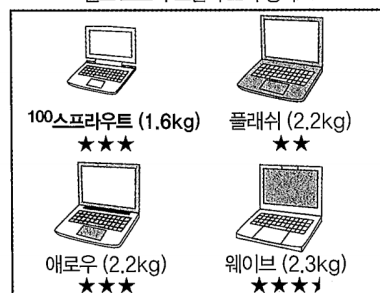 ¹⁰⁰스프라우트 (1.6kg) 플래쉬 (2.2kg)
★★★ ★★
애로우 (2.2kg) 웨이브 (2.3kg)
★★★ ★★★⯨